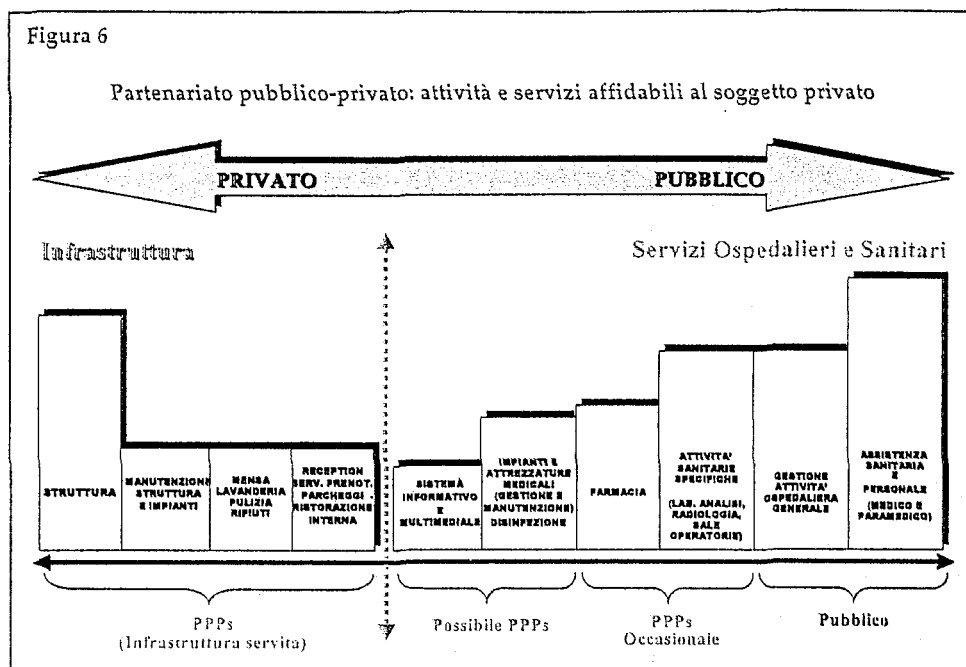 Figura 6
Partenariato pubblico-privato: attività e servizi affidabili al soggetto privato
PRIVATO
PUBBLICO
Infrastruttura
Servizi Ospedalieri e Sanitari
STRUTTURA
MANUTENZIONE
STRUTTURA
E IMPIANTI
MENSA
LAVANDERIA
PULIZIA
RIFIUTI
RECEPTION
SERV. PRENOT.
PARCHEGGI -
RISTORAZIONE
INTERNA
SISTEMA
INFORMATIVO
E
MULTIMEDIALE
IMPIANTI E
ATTREZZATURE
MEDICALI
(GESTIONE E
MANUTENZIONE)
DISINFEZIONE
FARMACIA
ATTIVITA'
SANITARIE
SPECIFICHE
(LAB. ANALISI,
RADIOLOGIA,
SALE
OPERATORIE)
GESTIONE
ATTIVITA'
OSPEDALIERA
GENERALE
ASSISTENZA
SANITARIA
E
PERSONALE
(MEDICO E
PARAMEDICO)
PPPs
(Infrastruttura servita)
Possibile PPPs
PPPs
Occasionale
Pubblico